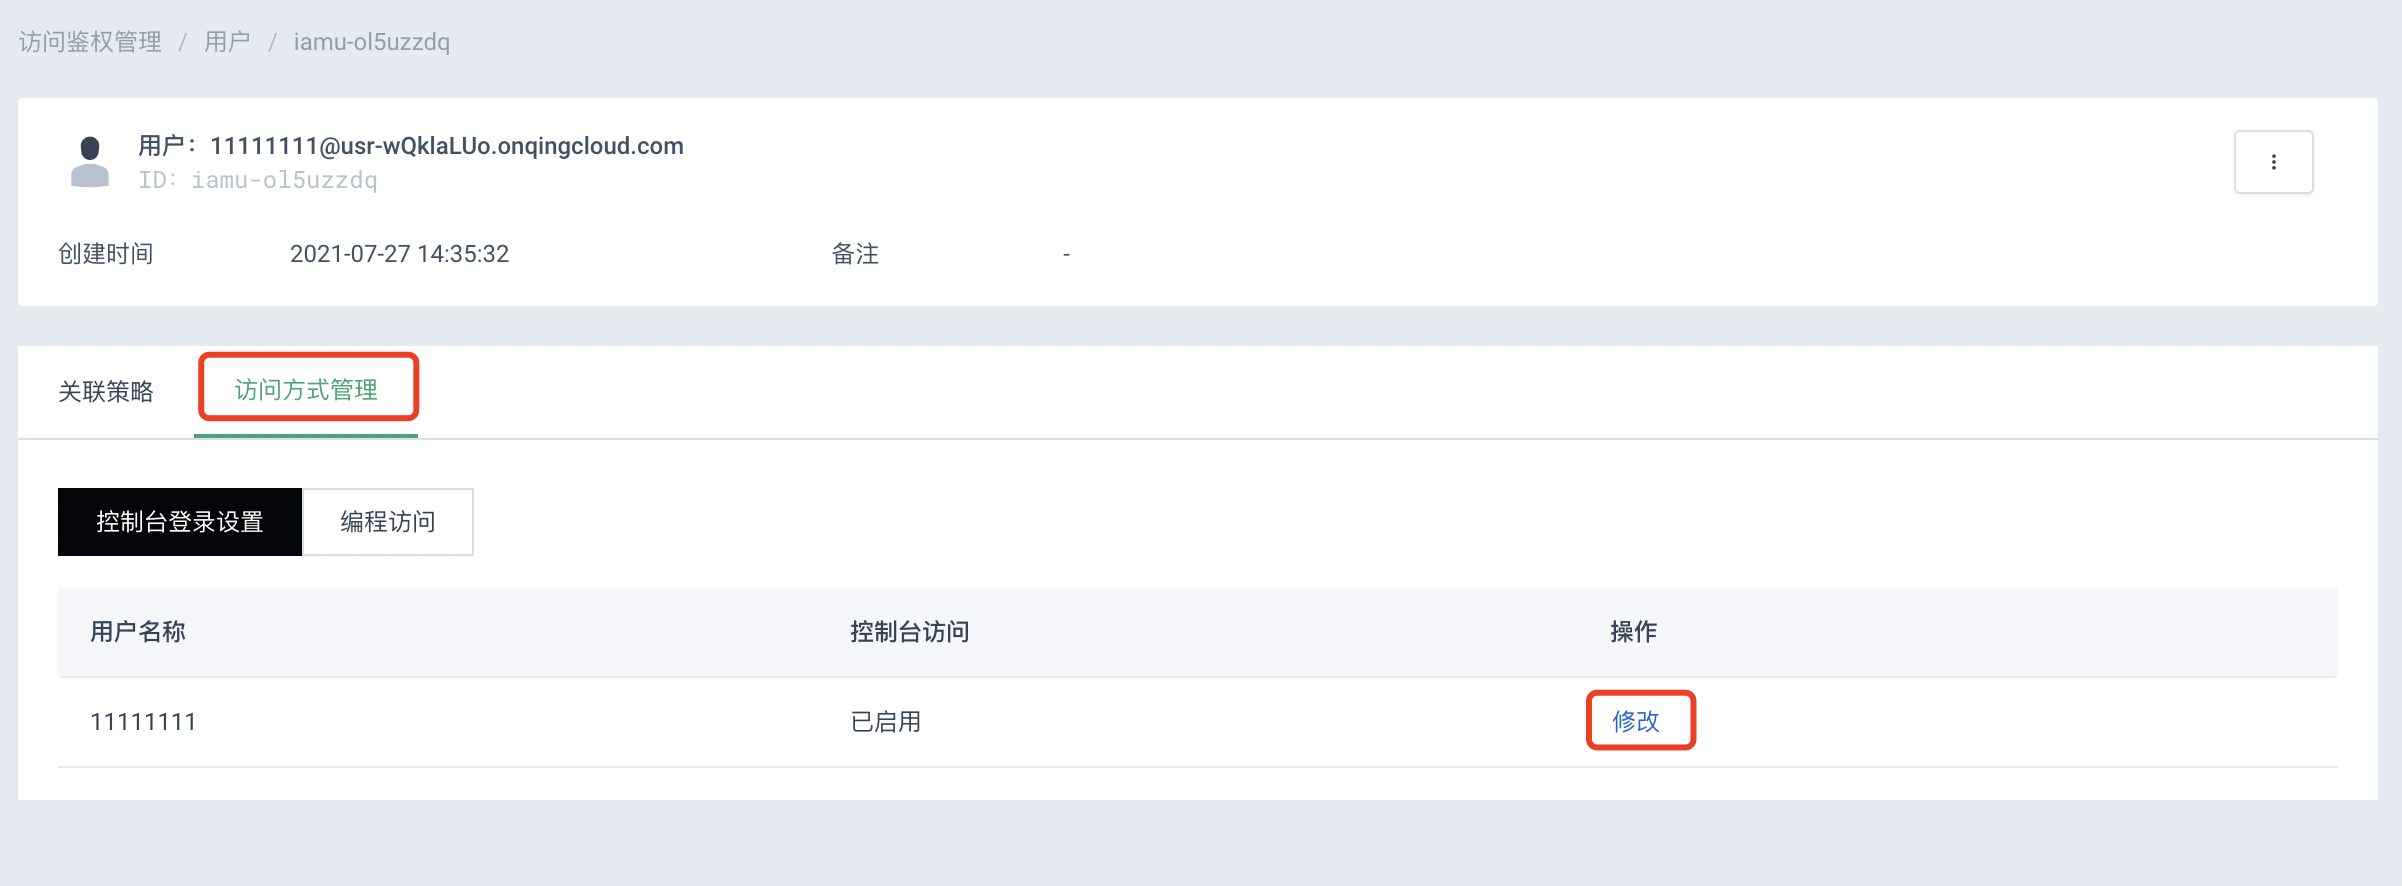 访问鉴权管理 / 用户 / iamu-ol5uzzdq
用户：11111111@usr-wQklaLUo.onqingcloud.com
ID: iamu-ol5uzzdq
创建时间 2021-07-27 14:35:32 备注 -
关联策略 访问方式管理
控制台登录设置 编程访问
用户名称 控制台访问 操作
11111111 已启用 修改